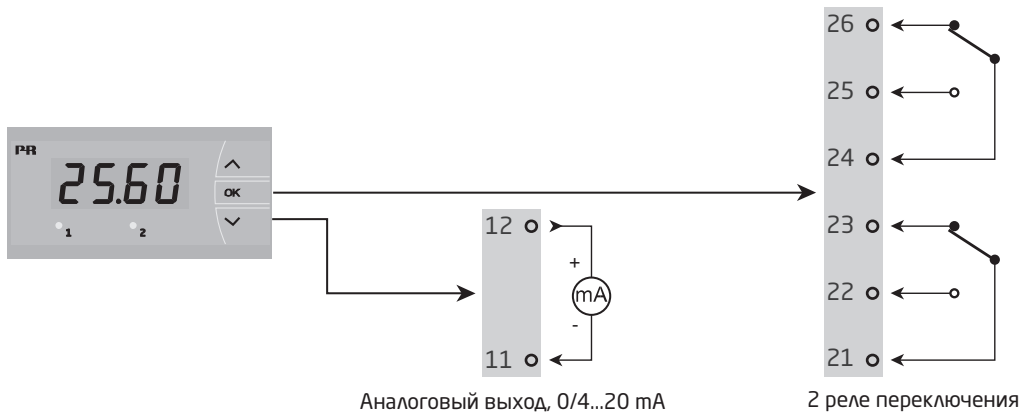 PR
25.60
OK
1 2
12
+
mA
-
11
Аналоговый выход, 0/4...20 mA
26
25
24
23
22
21
2 реле переключения